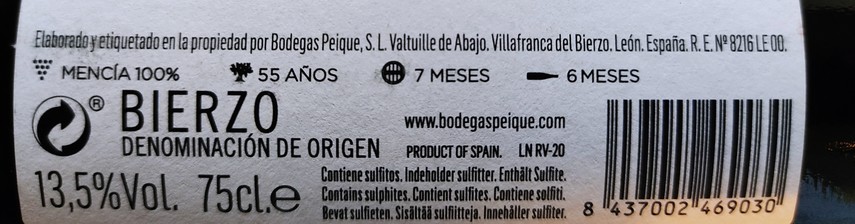 Elaborado y etiquetado en la propiedad por Bodegas Peique, S. L. Valtuille de Abajo. Villafranca del Bierzo. León. España. R. E. Nº 8216 LE 00.
MENCÍA 100% 55 AÑOS 7 MESES 6 MESES
® BIERZO
DENOMINACIÓN DE ORIGEN
www.bodegaspeique.com
PRODUCT OF SPAIN. LN RV-20
13,5%Vol. 75cl.e
Contiene sulfitos. Indeholder sulfitter. Enthält Sulfite.
Contains sulphites. Contient sulfites. Contiene solfiti.
Bevat sulfieten. Sisältää sulfiitteja. Innehåller sulfiter.
8 437002 469030